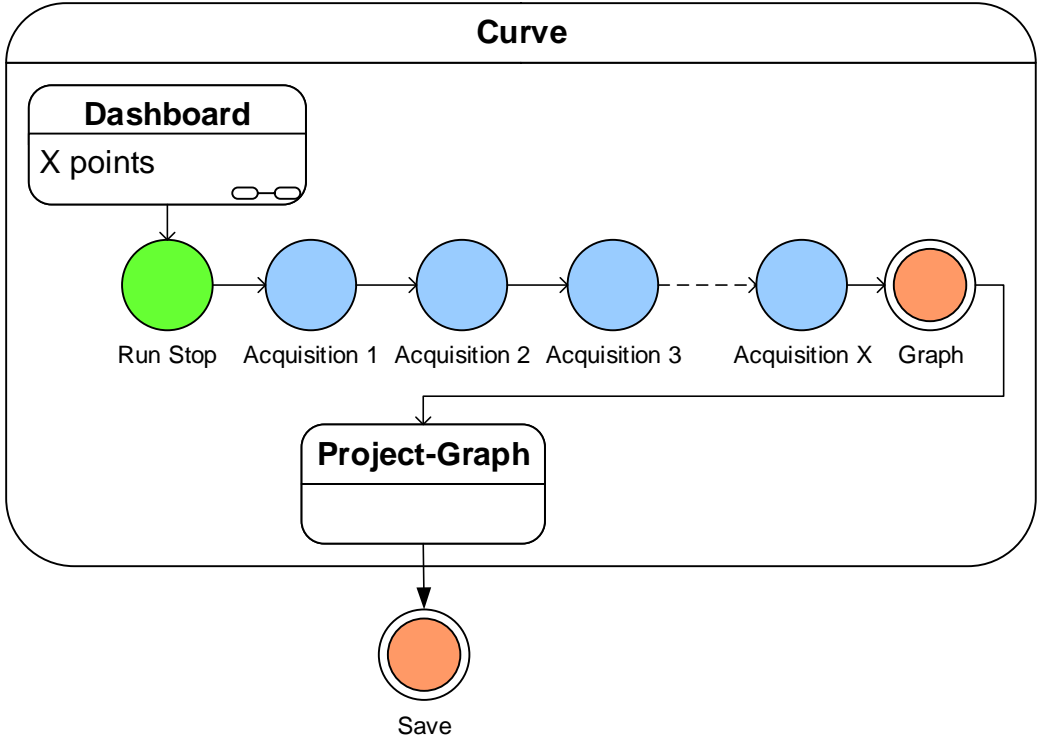 Curve
Dashboard
X points
Run Stop
Acquisition 1
Acquisition 2
Acquisition 3
Acquisition X
Graph
Project-Graph
Save